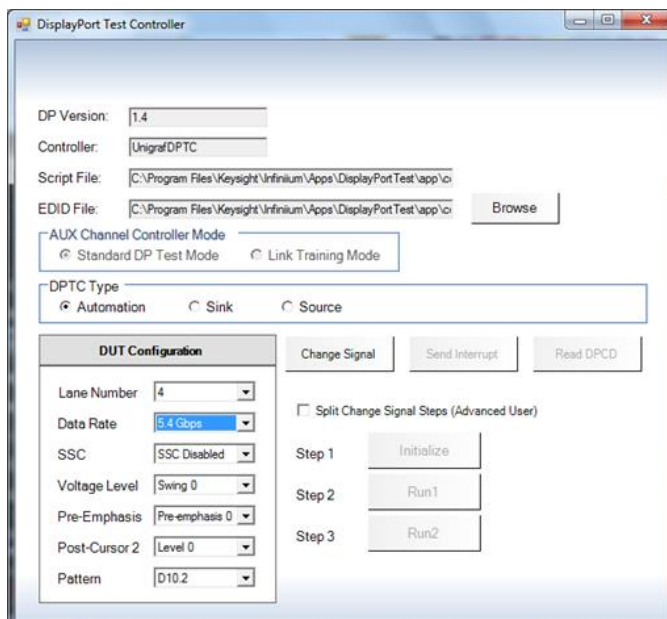 DisplayPort Test Controller
DP Version: 1.4
Controller: UnigrafDPTC
Script File: C:\Program Files\Keysight\Infiniium\Apps\DisplayPortTest\app\c
EDID File: C:\Program Files\Keysight\Infiniium\Apps\DisplayPortTest\app\c Browse
AUX Channel Controller Mode
Standard DP Test Mode Link Training Mode
DPTC Type
Automation Sink Source
DUT Configuration Change Signal Send Interrupt Read DPCD
Lane Number 4
Split Change Signal Steps (Advanced User)
Data Rate 5.4 Gbps
SSC SSC Disabled Step 1 Initialize
Voltage Level Swing 0 Step 2 Run1
Pre-Emphasis Pre-emphasis 0 Step 3 Run2
Post-Cursor 2 Level 0
Pattern D10.2